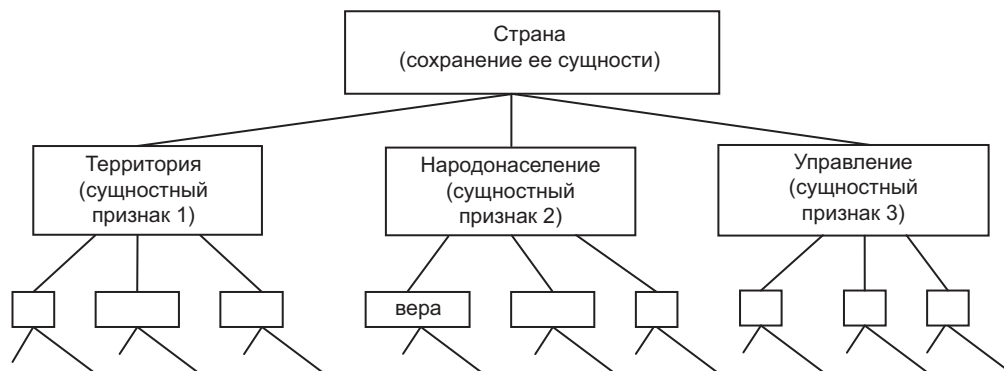 Страна
(сохранение ее сущности)
Территория
(сущностный
признак 1)
Народонаселение
(сущностный
признак 2)
Управление
(сущностный
признак 3)
вера